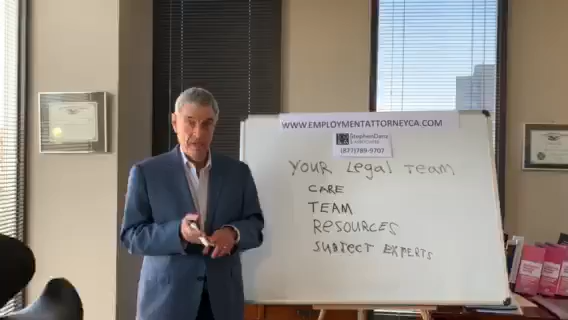 WWW.EMPLOYMENTATTORNEYCA.COM
StephenDanz
(877)789-9707
YOUR Legal TEAM
CARE
TEAM
RESOURCES
SUBJECT EXPERTS